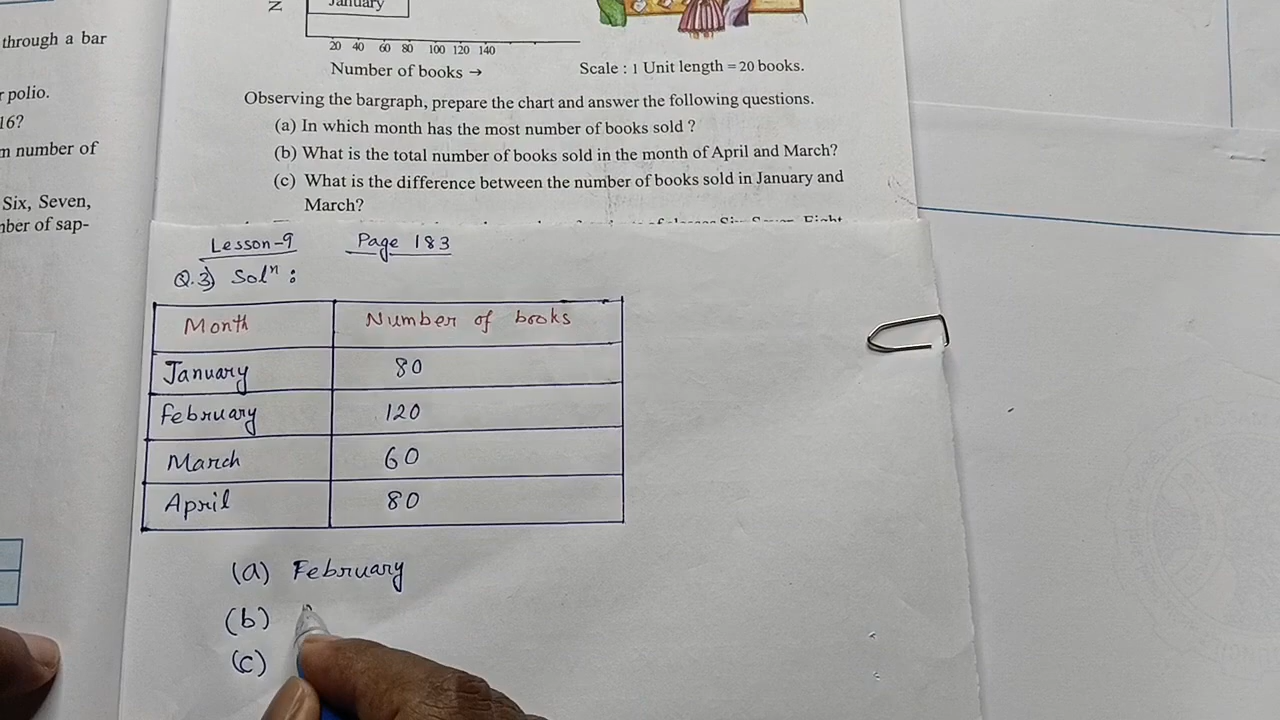 through a bar
polio.
16?
number of
Six, Seven,
ber of sap-
N
January
20 40 60 80 100 120 140
Number of books →
Scale : 1 Unit length = 20 books.
Observing the bargraph, prepare the chart and answer the following questions.
(a) In which month has the most number of books sold ?
(b) What is the total number of books sold in the month of April and March?
(c) What is the difference between the number of books sold in January and
March?
Lesson-9 Page 183
Q.3) Solⁿ :
Month Number of books
January 80
February 120
March 60
April 80
(a) February
(b)
(c)